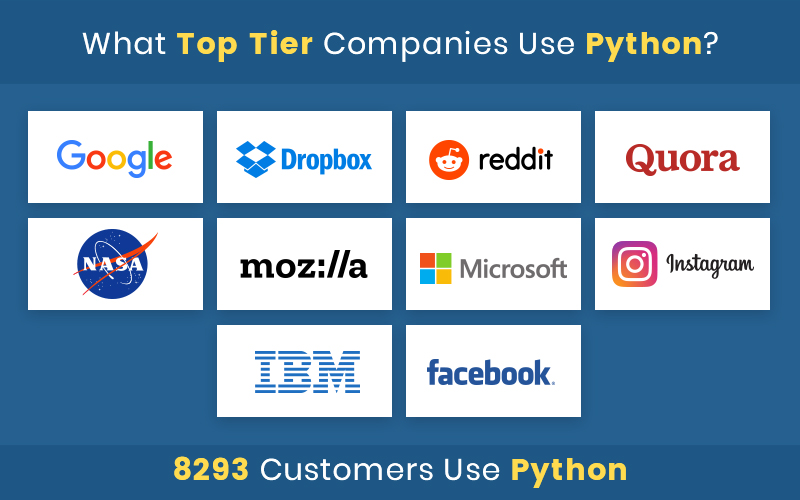 What Top Tier Companies Use Python?
Google
Dropbox
reddit
Quora
NASA
moz://a
Microsoft
Instagram
IBM
facebook.
8293 Customers Use Python